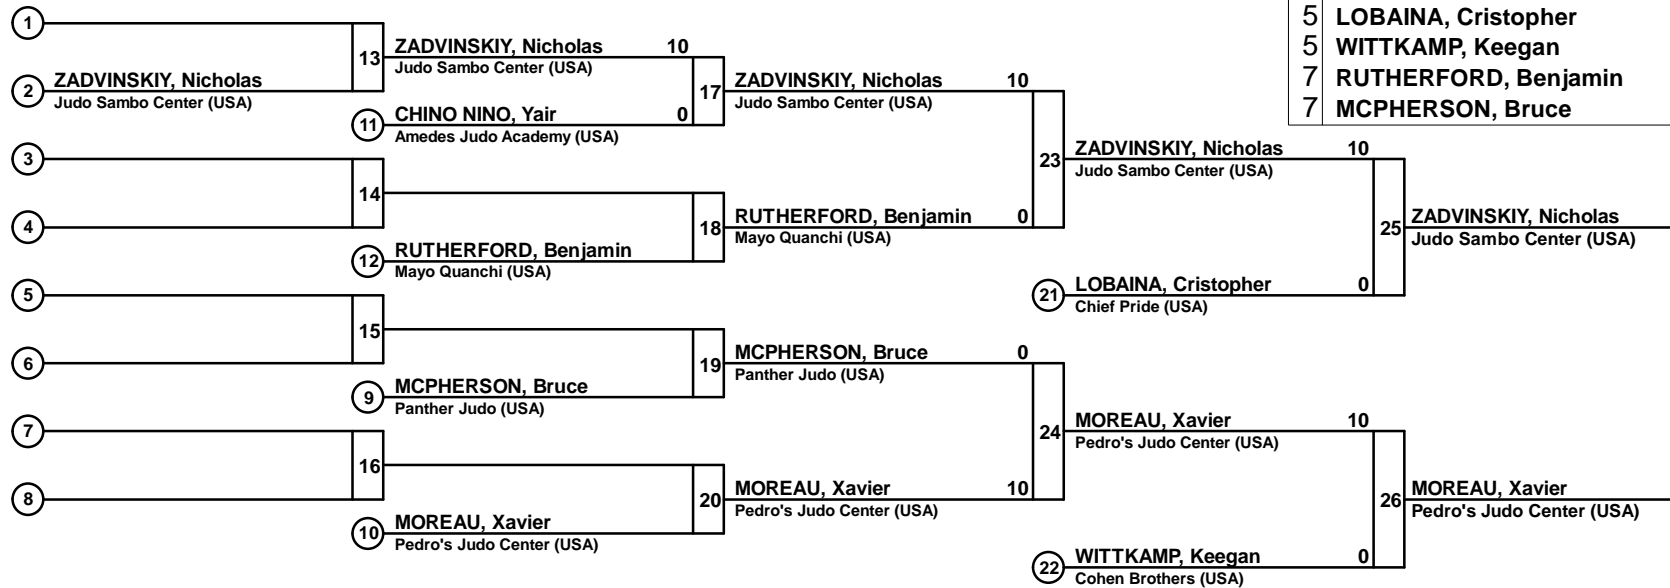 5 LOBAINA, Cristopher
5 WITTKAMP, Keegan
7 RUTHERFORD, Benjamin
7 MCPHERSON, Bruce
1
2 ZADVINSKIY, Nicholas
Judo Sambo Center (USA)
3
4
5
6
7
8
13 ZADVINSKIY, Nicholas 10
Judo Sambo Center (USA)
11 CHINO NINO, Yair 0
Amedes Judo Academy (USA)
14
12 RUTHERFORD, Benjamin
Mayo Quanchi (USA)
15
9 MCPHERSON, Bruce
Panther Judo (USA)
16
10 MOREAU, Xavier
Pedro's Judo Center (USA)
17 ZADVINSKIY, Nicholas 10
Judo Sambo Center (USA)
18 RUTHERFORD, Benjamin 0
Mayo Quanchi (USA)
19 MCPHERSON, Bruce 0
Panther Judo (USA)
20 MOREAU, Xavier 10
Pedro's Judo Center (USA)
23 ZADVINSKIY, Nicholas 10
Judo Sambo Center (USA)
21 LOBAINA, Cristopher 0
Chief Pride (USA)
24 MOREAU, Xavier 10
Pedro's Judo Center (USA)
22 WITTKAMP, Keegan 0
Cohen Brothers (USA)
25 ZADVINSKIY, Nicholas
Judo Sambo Center (USA)
26 MOREAU, Xavier
Pedro's Judo Center (USA)